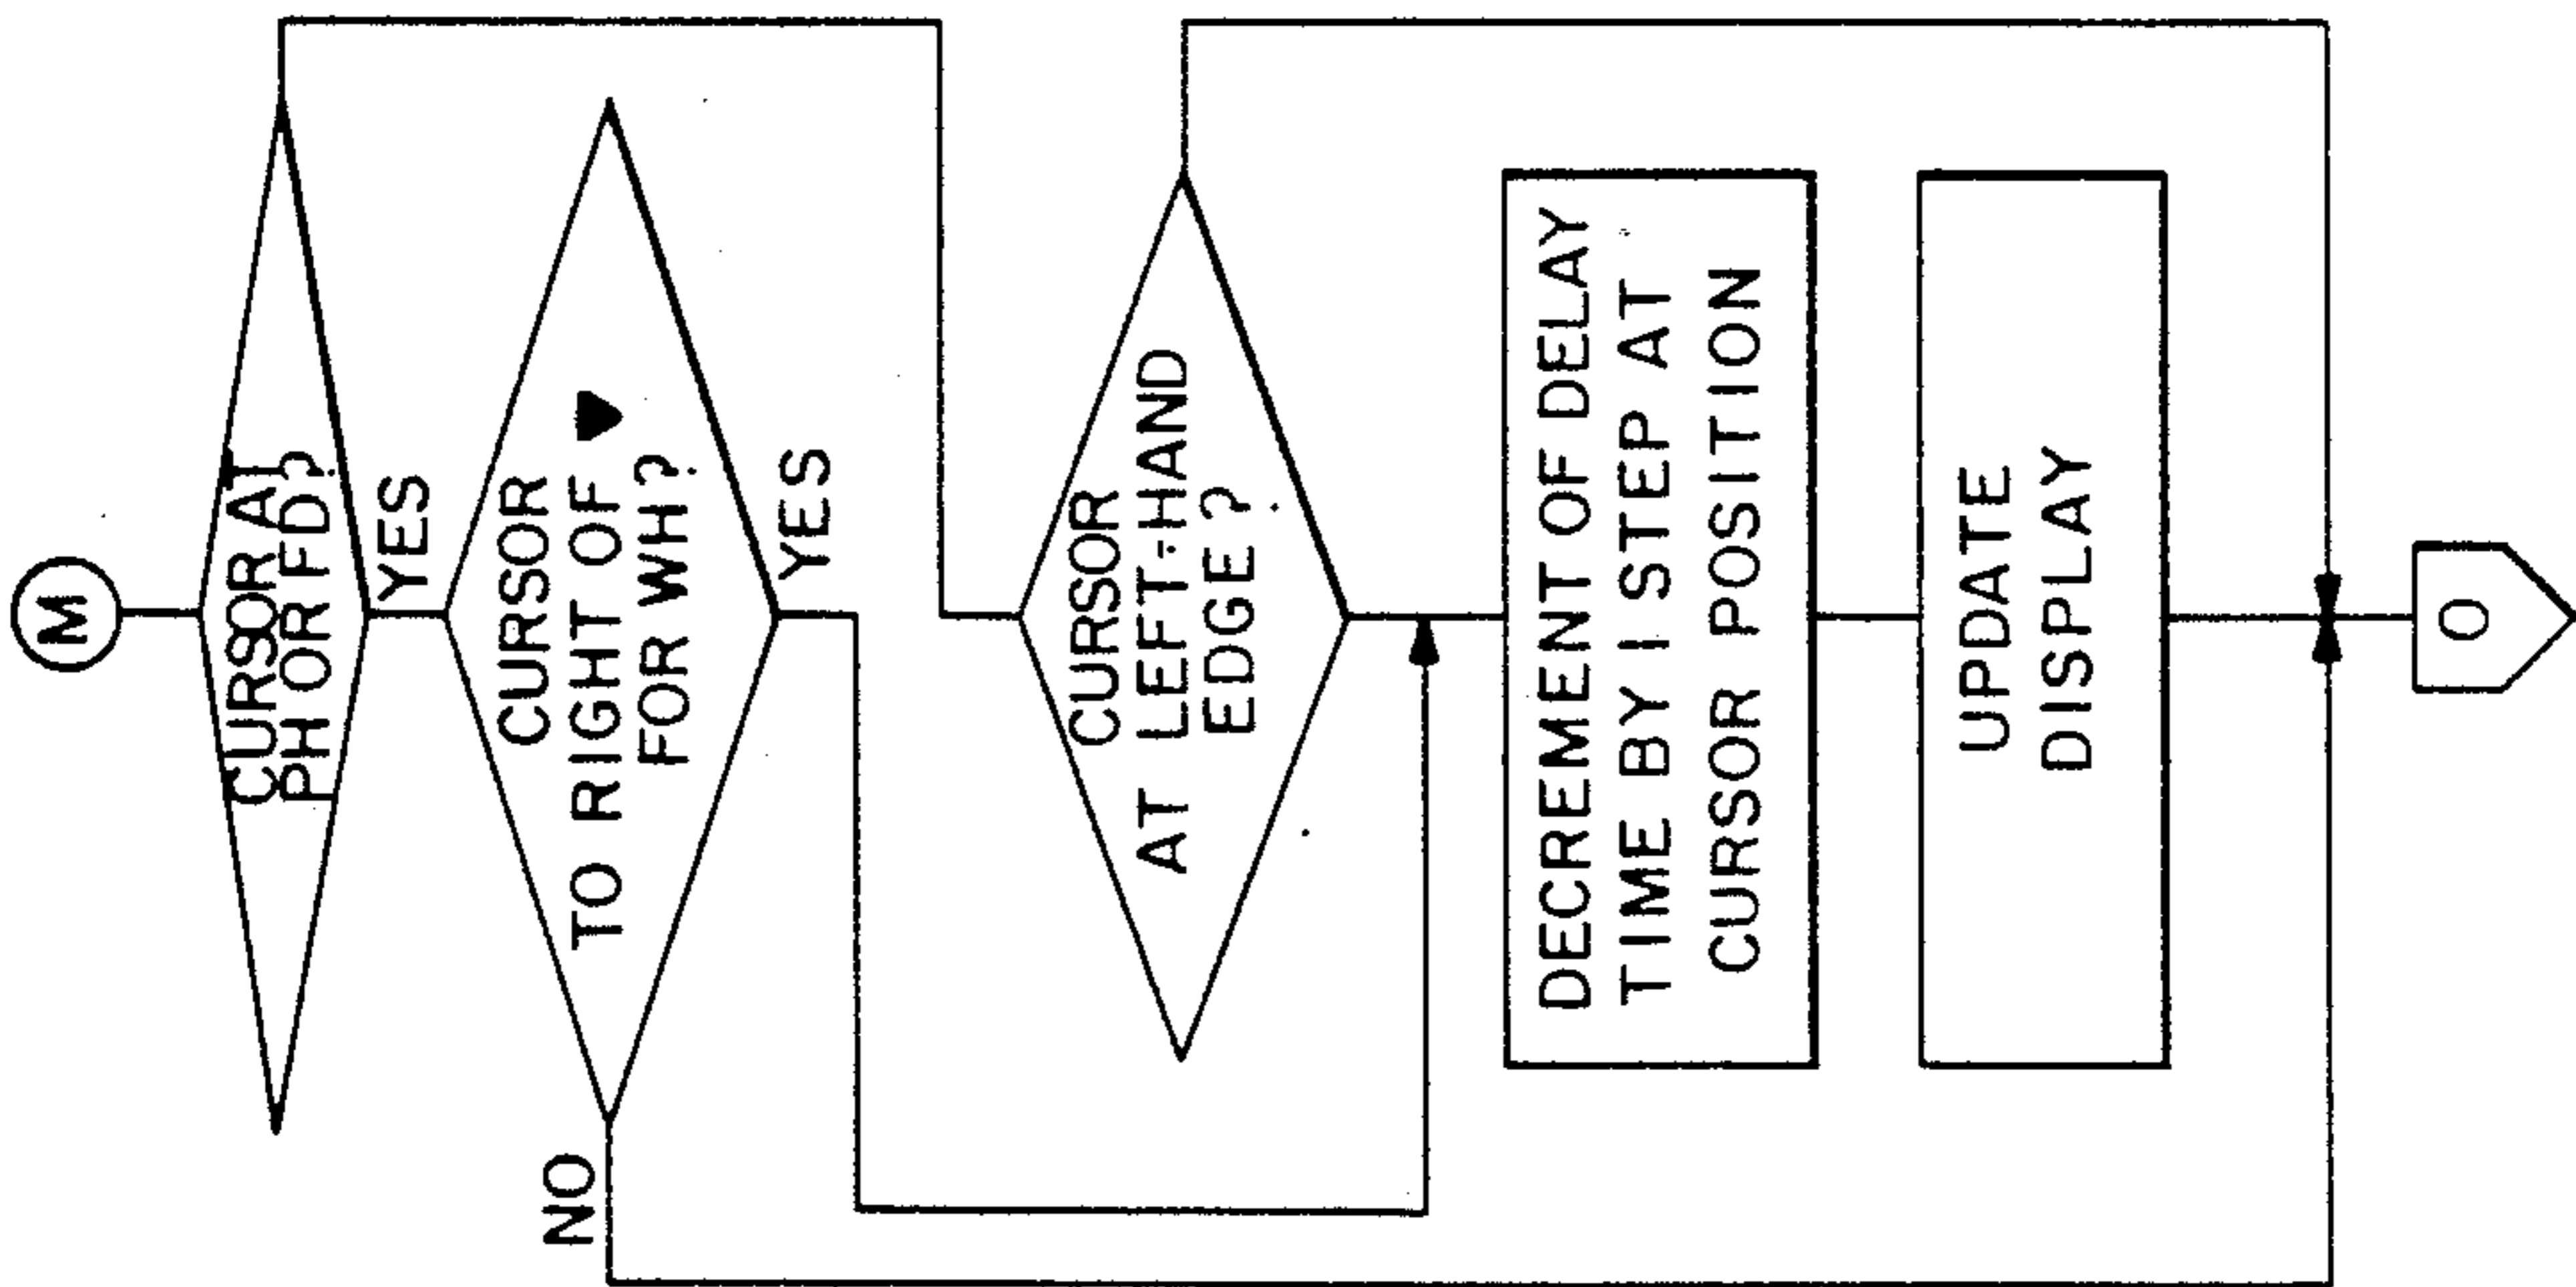 M
CURSOR AT
PH OR FD?
YES
CURSOR
TO RIGHT OF ▼
FOR WH?
NO
YES
CURSOR
AT LEFT-HAND
EDGE?
DECREMENT OF DELAY
TIME BY 1 STEP AT
CURSOR POSITION
UPDATE
DISPLAY
O